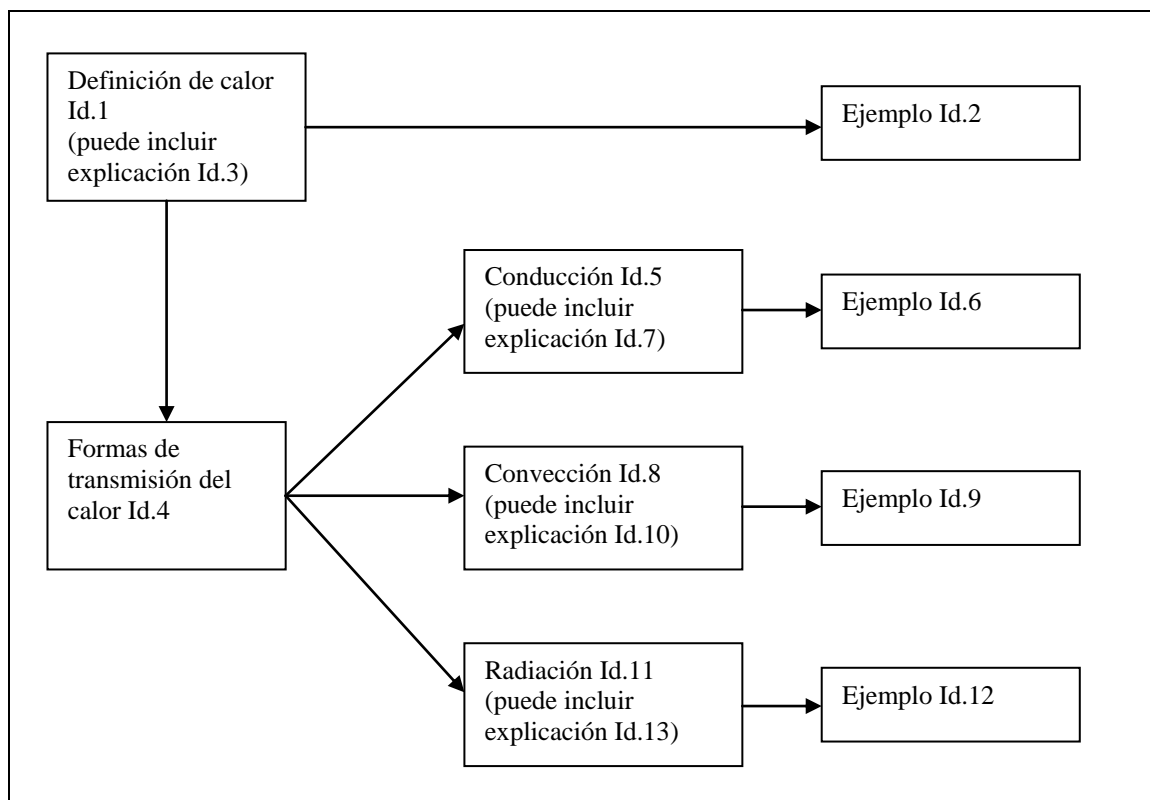 Definición de calor
Id.1
(puede incluir
explicación Id.3)
Ejemplo Id.2
Conducción Id.5
(puede incluir
explicación Id.7)
Ejemplo Id.6
Formas de
transmisión del
calor Id.4
Convección Id.8
(puede incluir
explicación Id.10)
Ejemplo Id.9
Radiación Id.11
(puede incluir
explicación Id.13)
Ejemplo Id.12